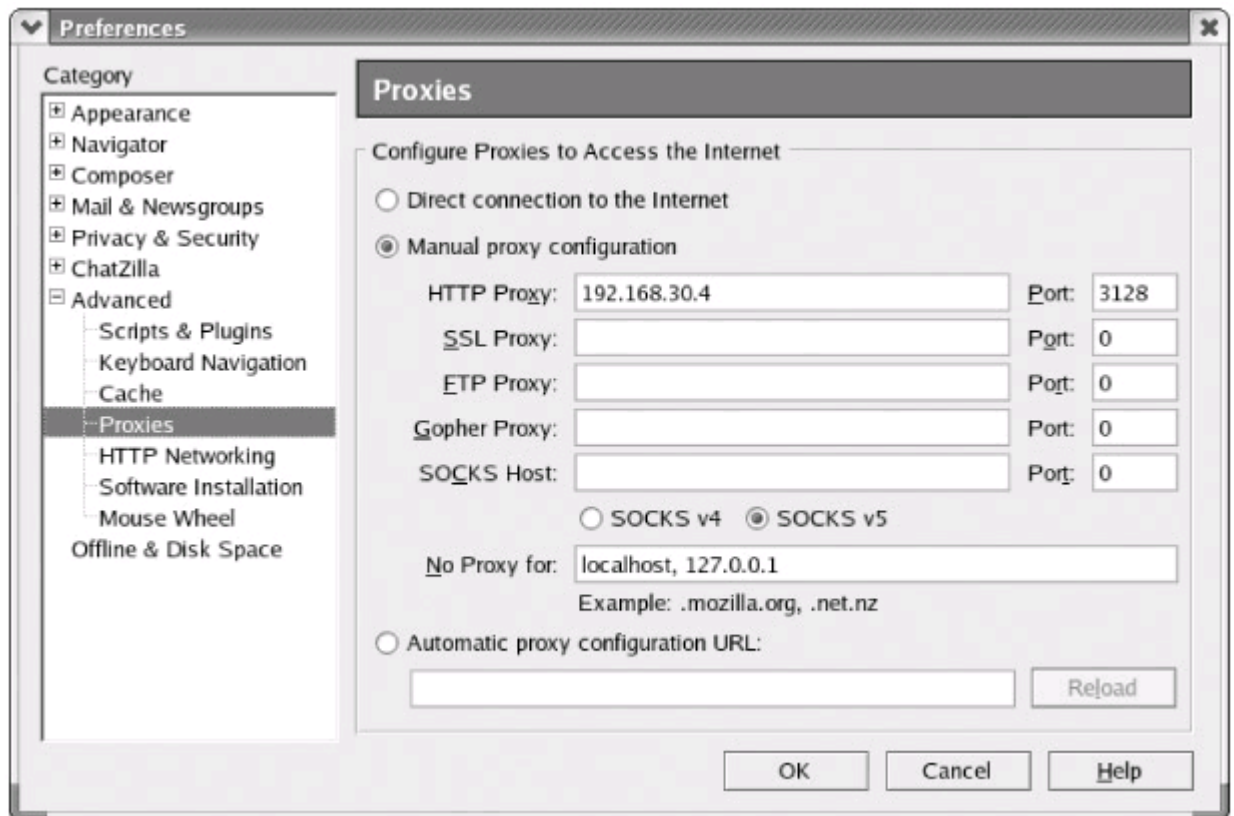 Preferences
Category
Appearance
Navigator
Composer
Mail & Newsgroups
Privacy & Security
ChatZilla
Advanced
Scripts & Plugins
Keyboard Navigation
Cache
Proxies
HTTP Networking
Software Installation
Mouse Wheel
Offline & Disk Space
Proxies
Configure Proxies to Access the Internet
Direct connection to the Internet
Manual proxy configuration
HTTP Proxy: 192.168.30.4 Port: 3128
SSL Proxy: Port: 0
FTP Proxy: Port: 0
Gopher Proxy: Port: 0
SOCKS Host: Port: 0
SOCKS v4 SOCKS v5
No Proxy for: localhost, 127.0.0.1
Example: .mozilla.org, .net.nz
Automatic proxy configuration URL:
Reload
OK Cancel Help